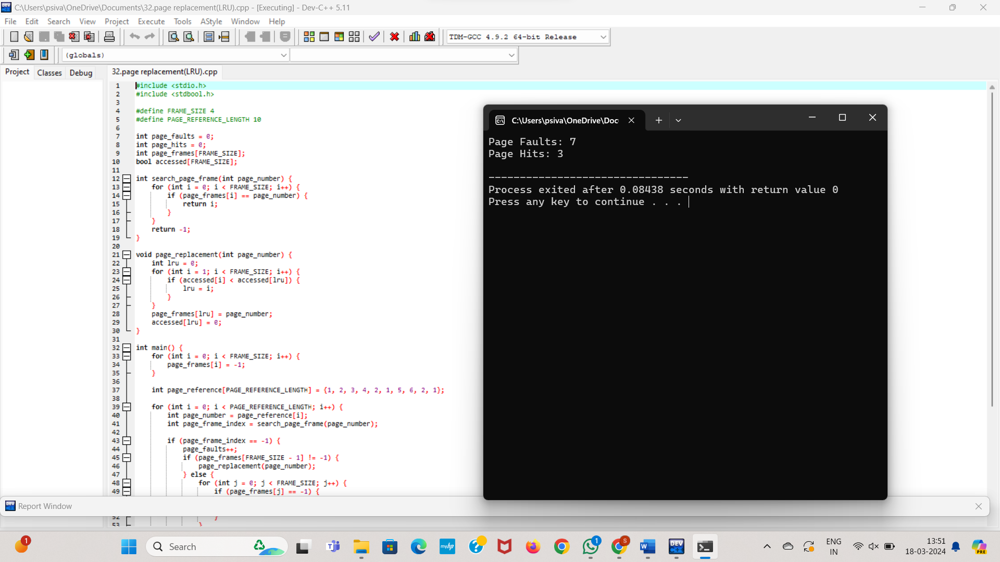 C:\Users\psiva\OneDrive\Documents\32.page replacement(LRU).cpp - [Executing] - Dev-C++ 5.11
File Edit Search View Project Execute Tools AStyle Window Help
TDM-GCC 4.9.2 64-bit Release
(globals)
Project Classes Debug
32.page replacement(LRU).cpp
1 #include <stdio.h>
2 #include <stdbool.h>
3
4 #define FRAME_SIZE 4
5 #define PAGE_REFERENCE_LENGTH 10
6
7 int page_faults = 0;
8 int page_hits = 0;
9 int page_frames[FRAME_SIZE];
10 bool accessed[FRAME_SIZE];
11
12 int search_page_frame(int page_number) {
13 for (int i = 0; i < FRAME_SIZE; i++) {
14 if (page_frames[i] == page_number) {
15 return i;
16 }
17 }
18 return -1;
19 }
20
21 void page_replacement(int page_number) {
22 int lru = 0;
23 for (int i = 1; i < FRAME_SIZE; i++) {
24 if (accessed[i] < accessed[lru]) {
25 lru = i;
26 }
27 }
28 page_frames[lru] = page_number;
29 accessed[lru] = 0;
30 }
31
32 int main() {
33 for (int i = 0; i < FRAME_SIZE; i++) {
34 page_frames[i] = -1;
35 }
36
37 int page_reference[PAGE_REFERENCE_LENGTH] = {1, 2, 3, 4, 2, 1, 5, 6, 2, 1};
38
39 for (int i = 0; i < PAGE_REFERENCE_LENGTH; i++) {
40 int page_number = page_reference[i];
41 int page_frame_index = search_page_frame(page_number);
42
43 if (page_frame_index == -1) {
44 page_faults++;
45 if (page_frames[FRAME_SIZE - 1] != -1) {
46 page_replacement(page_number);
47 } else {
48 for (int j = 0; j < FRAME_SIZE; j++) {
49 if (page_frames[j] == -1) {
52 }
53 }
C:\Users\psiva\OneDrive\Doc
Page Faults: 7
Page Hits: 3
--------------------------------
Process exited after 0.08438 seconds with return value 0
Press any key to continue . . .
Report Window
1
Search
myhp
1
S
DEV C++
ENG
IN
13:51
18-03-2024
PRE